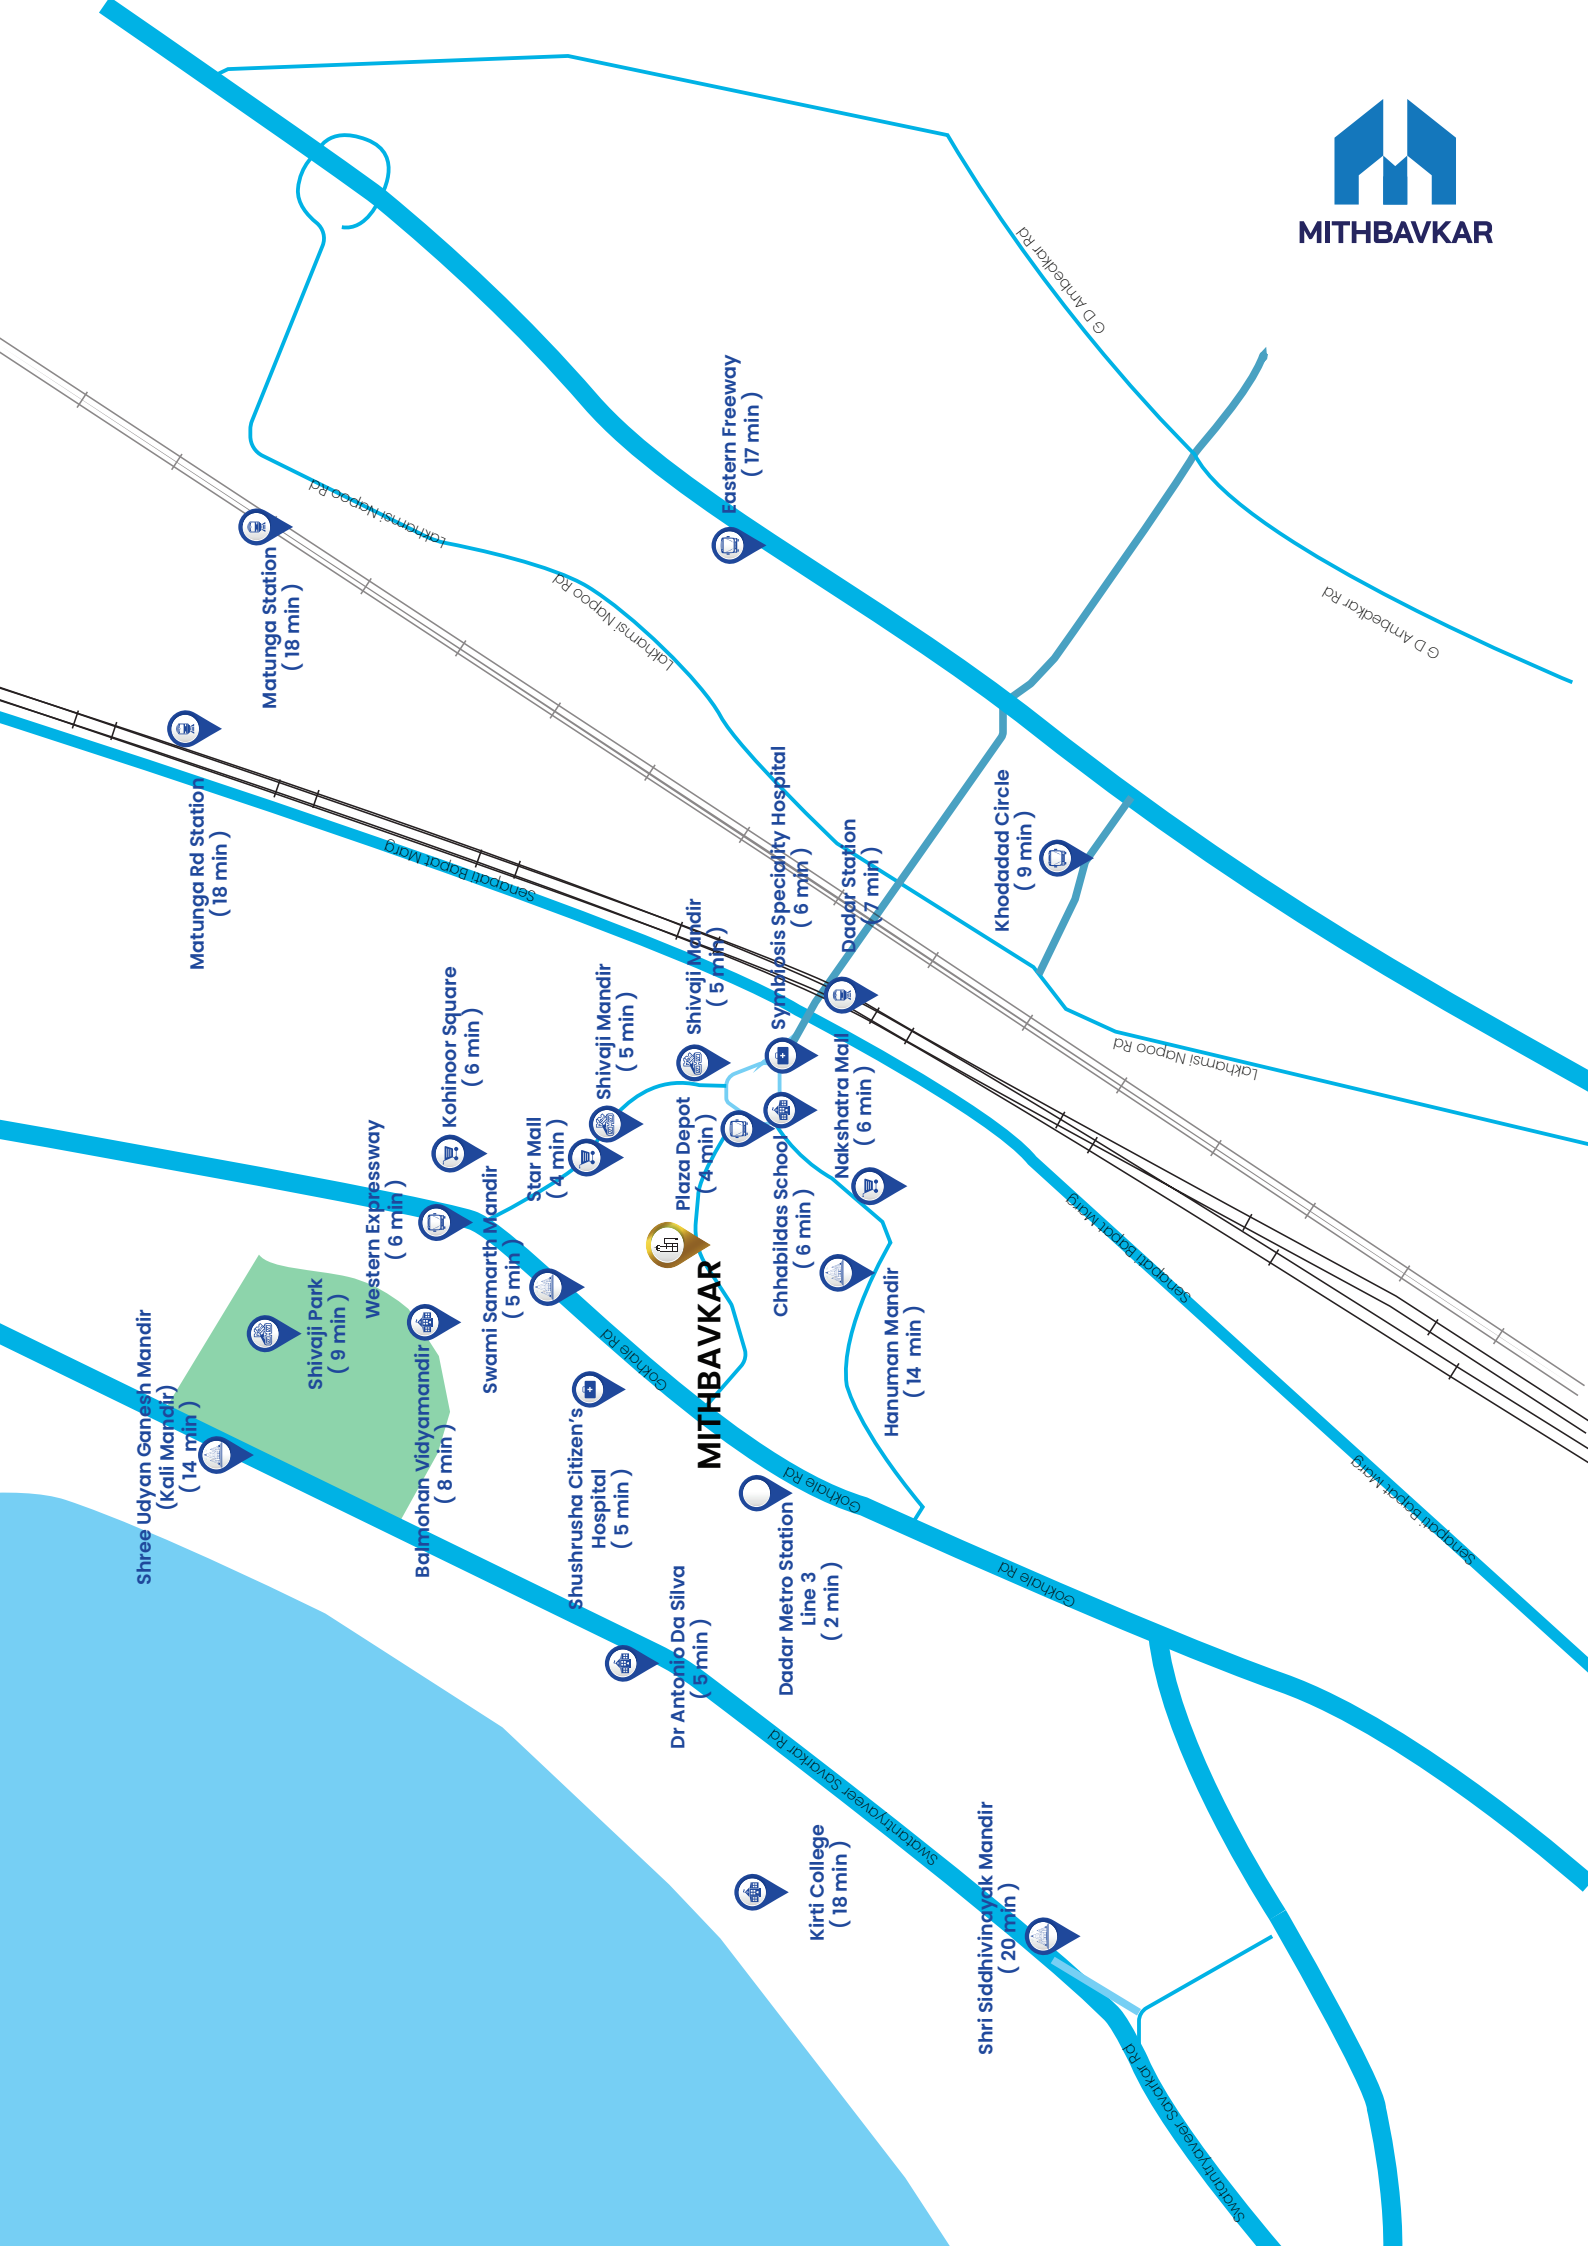 MITHBAVKAR
G D Ambedkar Rd
G D Ambedkar Rd
Eastern Freeway
( 17 min )
Lakhamsi Napoo Rd
Lakhamsi Napoo Rd
Lakhamsi Napoo Rd
Matunga Station
( 18 min )
Matunga Rd Station
( 18 min )
Senapati Bapat Marg
Senapati Bapat Marg
Senapati Bapat Marg
Symbiosis Speciality Hospital
( 6 min )
Dadar Station
( 7 min )
Khodadad Circle
( 9 min )
Shivaji Mandir
( 5 min )
Shivaji Mandir
( 5 min )
Kohinoor Square
( 6 min )
Star Mall
( 4 min )
Plaza Depot
( 4 min )
Nakshatra Mall
( 6 min )
Chhabildas School
( 6 min )
Western Expressway
( 6 min )
Swami Samarth Mandir
( 5 min )
Hanuman Mandir
( 14 min )
MITHBAVKAR
Gokhale Rd
Gokhale Rd
Gokhale Rd
Shivaji Park
( 9 min )
Shree Udyan Ganesh Mandir
(Kali Mandir)
( 14 min )
Balmohan Vidyamandir
( 8 min )
Shushrusha Citizen's
Hospital
( 5 min )
Dadar Metro Station
Line 3
( 2 min )
Dr Antonio Da Silva
( 5 min )
Swatantryaveer Savarkar Rd
Swatantryaveer Savarkar Rd
Kirti College
( 18 min )
Shri Siddhivinayak Mandir
( 20 min )